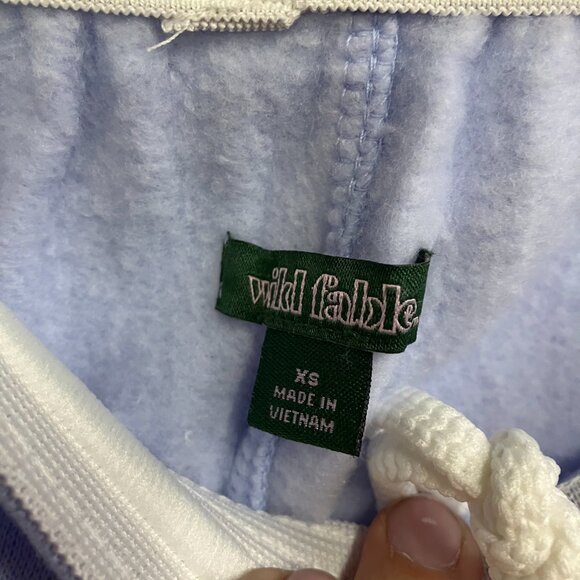 wild fable
XS
MADE IN
VIETNAM